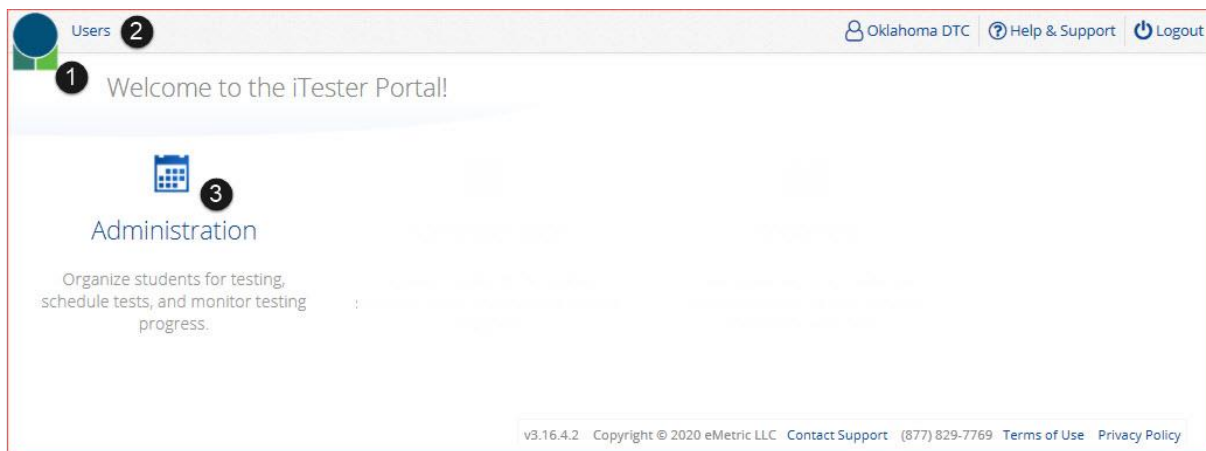 Users 2 Oklahoma DTC Help & Support Logout
1
Welcome to the iTester Portal!
3
Administration
Organize students for testing,
schedule tests, and monitor testing
progress.
v3.16.4.2 Copyright © 2020 eMetric LLC Contact Support (877) 829-7769 Terms of Use Privacy Policy